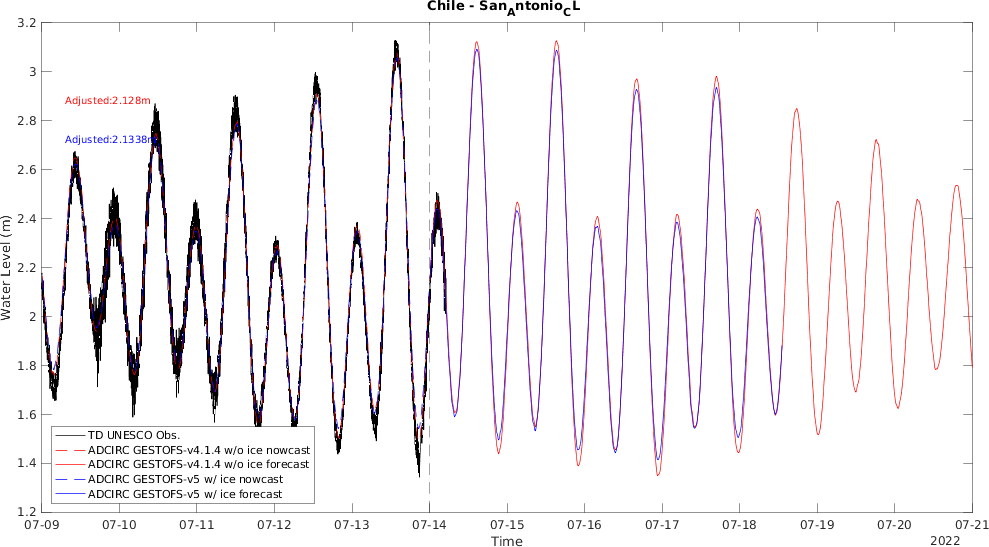 Chile - SanAntonioCL
3.2
3
2.8
2.6
2.4
2.2
2
1.8
1.6
1.4
1.2
Water Level (m)
Adjusted:2.128m
Adjusted:2.1338m
TD UNESCO Obs.
ADCIRC GESTOFS-v4.1.4 w/o ice nowcast
ADCIRC GESTOFS-v4.1.4 w/o ice forecast
ADCIRC GESTOFS-v5 w/ ice nowcast
ADCIRC GESTOFS-v5 w/ ice forecast
07-09 07-10 07-11 07-12 07-13 07-14 07-15 07-16 07-17 07-18 07-19 07-20 07-21
Time
2022